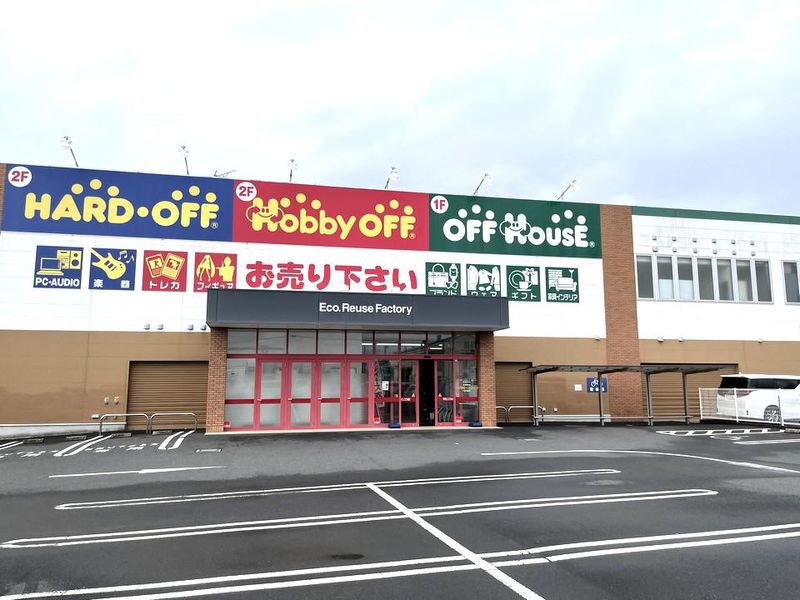 2F
HARD・OFF®
2F
Hobby OFF®
1F
OFF HOUSE®
PC-AUDIO
楽器
トレカ
フィギュア
お売り下さい
ブランド
ウェア
ギフト
家具インテリア
Eco.Reuse Factory